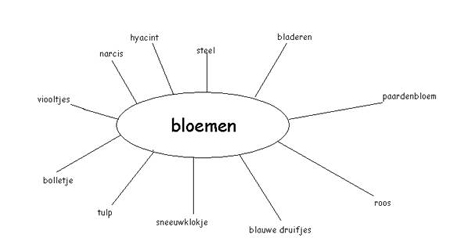 hyacint
bladeren
steel
narcis
viooltjes
paardenbloem
bloemen
bolletje
roos
tulp
sneeuwklokje
blauwe druifjes